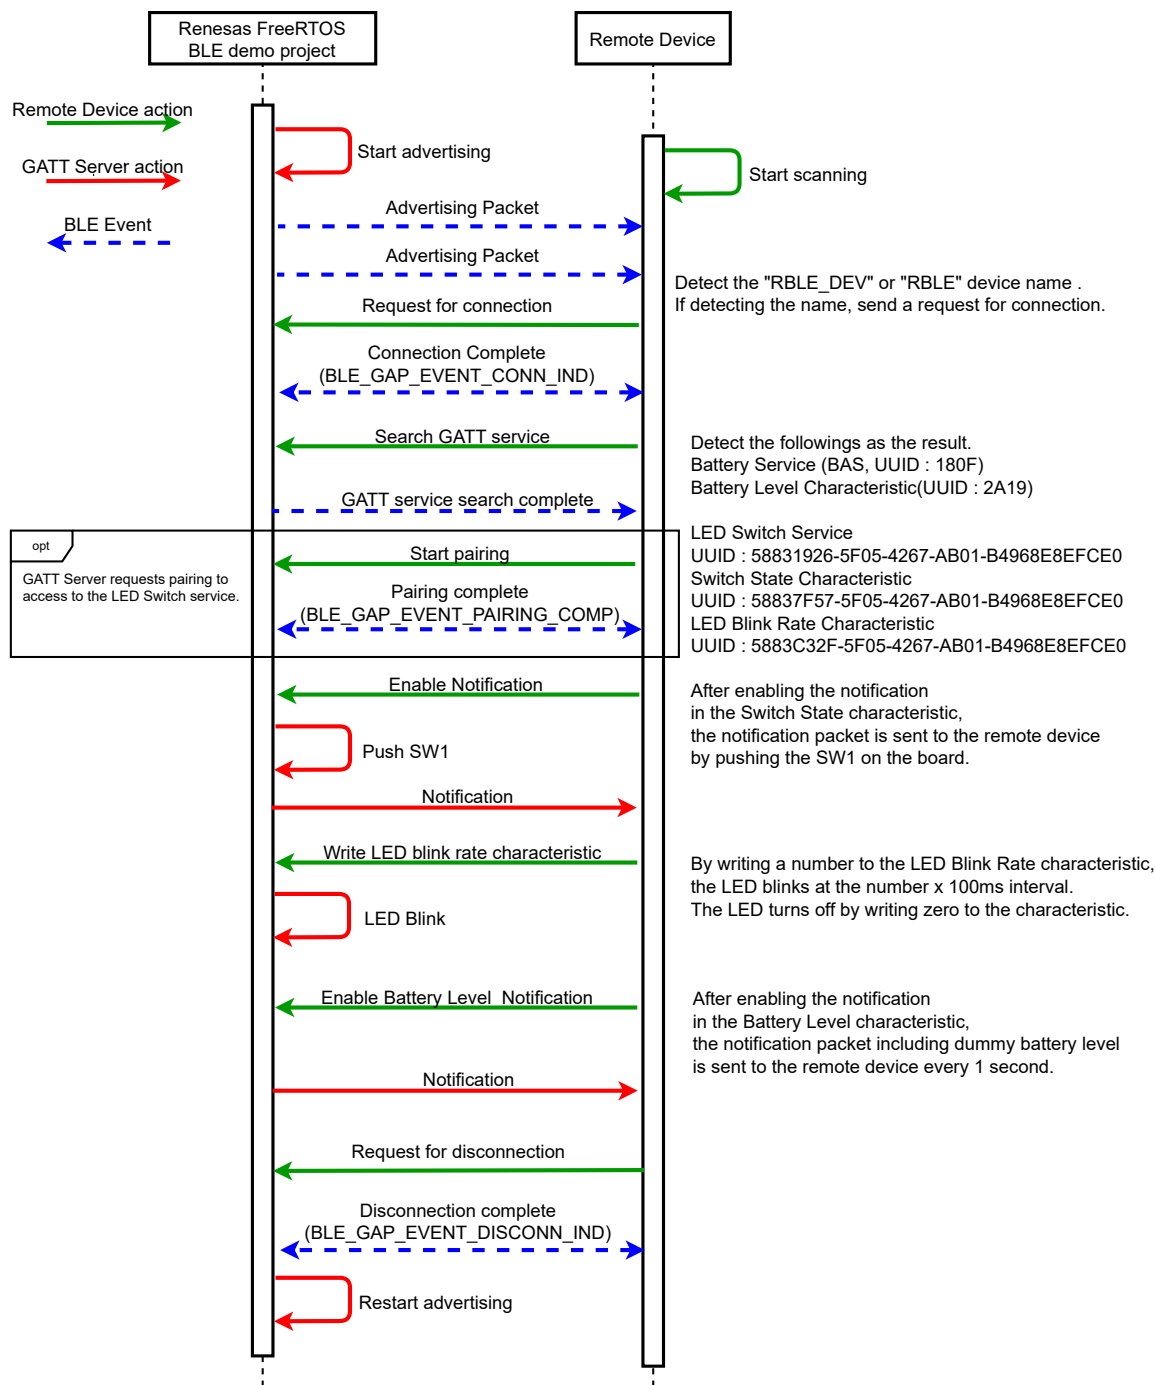 Renesas FreeRTOS
BLE demo project
Remote Device
Remote Device action
Start advertising
GATT Server action
Start scanning
Advertising Packet
BLE Event
Advertising Packet
Detect the "RBLE_DEV" or "RBLE" device name .
If detecting the name, send a request for connection.
Request for connection
Connection Complete
(BLE_GAP_EVENT_CONN_IND)
Search GATT service
Detect the followings as the result.
Battery Service (BAS, UUID : 180F)
Battery Level Characteristic(UUID : 2A19)
GATT service search complete
LED Switch Service
UUID : 58831926-5F05-4267-AB01-B4968E8EFCE0
Switch State Characteristic
UUID : 58837F57-5F05-4267-AB01-B4968E8EFCE0
LED Blink Rate Characteristic
UUID : 5883C32F-5F05-4267-AB01-B4968E8EFCE0
opt
GATT Server requests pairing to
access to the LED Switch service.
Start pairing
Pairing complete
(BLE_GAP_EVENT_PAIRING_COMP)
Enable Notification
After enabling the notification
in the Switch State characteristic,
the notification packet is sent to the remote device
by pushing the SW1 on the board.
Push SW1
Notification
Write LED blink rate characteristic
By writing a number to the LED Blink Rate characteristic,
the LED blinks at the number x 100ms interval.
The LED turns off by writing zero to the characteristic.
LED Blink
Enable Battery Level  Notification
After enabling the notification
in the Battery Level characteristic,
the notification packet including dummy battery level
is sent to the remote device every 1 second.
Notification
Request for disconnection
Disconnection complete
(BLE_GAP_EVENT_DISCONN_IND)
Restart advertising